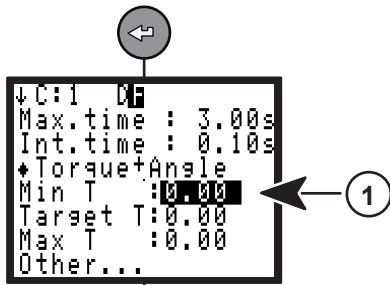 ↓C:1 DF
Max.time : 3.00s
Int.time : 0.10s
♦Torque+Angle
Min T :0.00
Target T:0.00
Max T :0.00
Other...
1